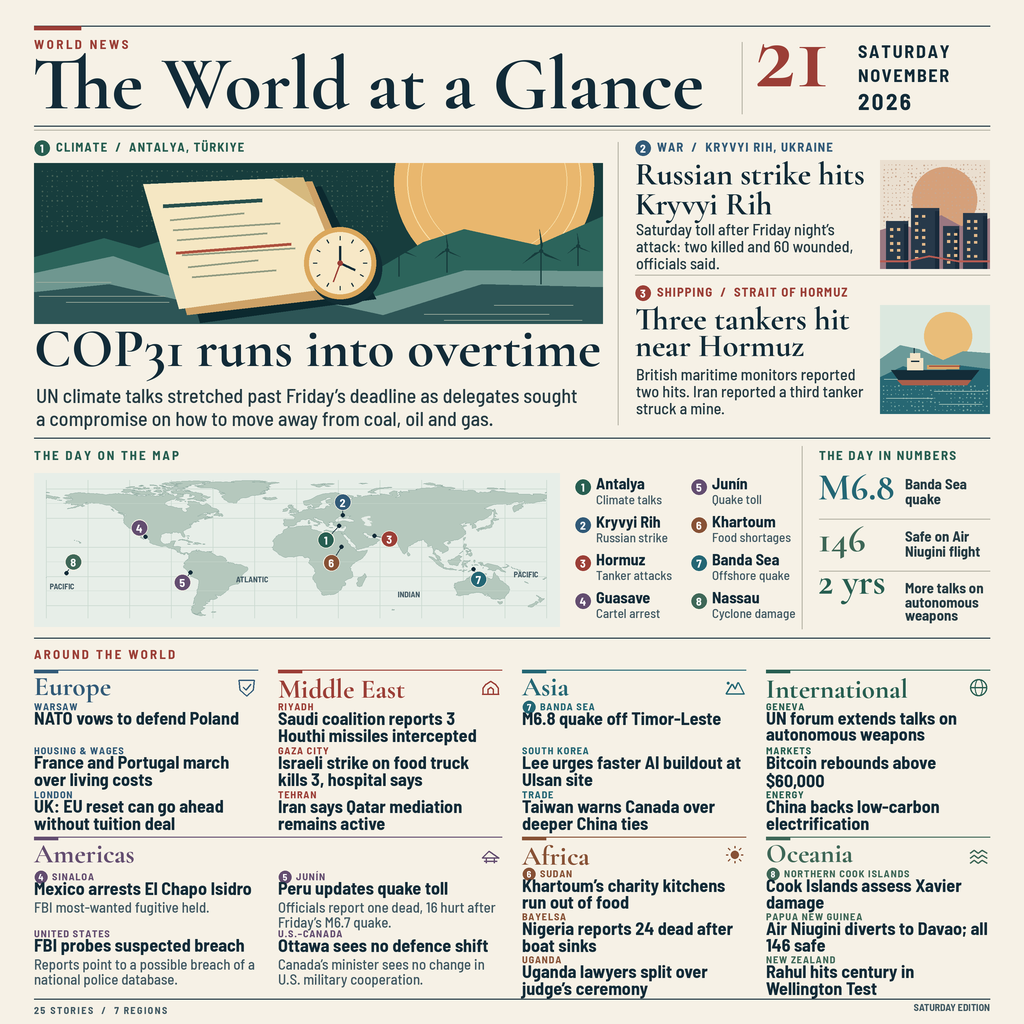 WORLD NEWS
The World at a Glance
21
SATURDAY
NOVEMBER
2026
1 CLIMATE / ANTALYA, TÜRKIYE
COP31 runs into overtime
UN climate talks stretched past Friday's deadline as delegates sought
a compromise on how to move away from coal, oil and gas.
2 WAR / KRYVYI RIH, UKRAINE
Russian strike hits
Kryvyi Rih
Saturday toll after Friday night's
attack: two killed and 60 wounded,
officials said.
3 SHIPPING / STRAIT OF HORMUZ
Three tankers hit
near Hormuz
British maritime monitors reported
two hits. Iran reported a third tanker
struck a mine.
THE DAY ON THE MAP
2
4
1
3
8
6
5
7
PACIFIC
ATLANTIC
INDIAN
PACIFIC
1 Antalya
Climate talks
2 Kryvyi Rih
Russian strike
3 Hormuz
Tanker attacks
4 Guasave
Cartel arrest
5 Junín
Quake toll
6 Khartoum
Food shortages
7 Banda Sea
Offshore quake
8 Nassau
Cyclone damage
THE DAY IN NUMBERS
M6.8 Banda Sea
quake
146 Safe on Air
Niugini flight
2 yrs More talks on
autonomous
weapons
AROUND THE WORLD
Europe
WARSAW
NATO vows to defend Poland
HOUSING & WAGES
France and Portugal march
over living costs
LONDON
UK: EU reset can go ahead
without tuition deal
Middle East
RIYADH
Saudi coalition reports 3
Houthi missiles intercepted
GAZA CITY
Israeli strike on food truck
kills 3, hospital says
TEHRAN
Iran says Qatar mediation
remains active
Asia
7 BANDA SEA
M6.8 quake off Timor-Leste
SOUTH KOREA
Lee urges faster AI buildout at
Ulsan site
TRADE
Taiwan warns Canada over
deeper China ties
International
GENEVA
UN forum extends talks on
autonomous weapons
MARKETS
Bitcoin rebounds above
$60,000
ENERGY
China backs low-carbon
electrification
Americas
4 SINALOA
Mexico arrests El Chapo Isidro
FBI most-wanted fugitive held.
UNITED STATES
FBI probes suspected breach
Reports point to a possible breach of a
national police database.
5 JUNÍN
Peru updates quake toll
Officials report one dead, 16 hurt after
Friday's M6.7 quake.
U.S.–CANADA
Ottawa sees no defence shift
Canada's minister sees no change in
U.S. military cooperation.
Africa
6 SUDAN
Khartoum's charity kitchens
run out of food
BAYELSA
Nigeria reports 24 dead after
boat sinks
UGANDA
Uganda lawyers split over
judge's ceremony
Oceania
8 NORTHERN COOK ISLANDS
Cook Islands assess Xavier
damage
PAPUA NEW GUINEA
Air Niugini diverts to Davao; all
146 safe
NEW ZEALAND
Rahul hits century in
Wellington Test
25 STORIES / 7 REGIONS
SATURDAY EDITION